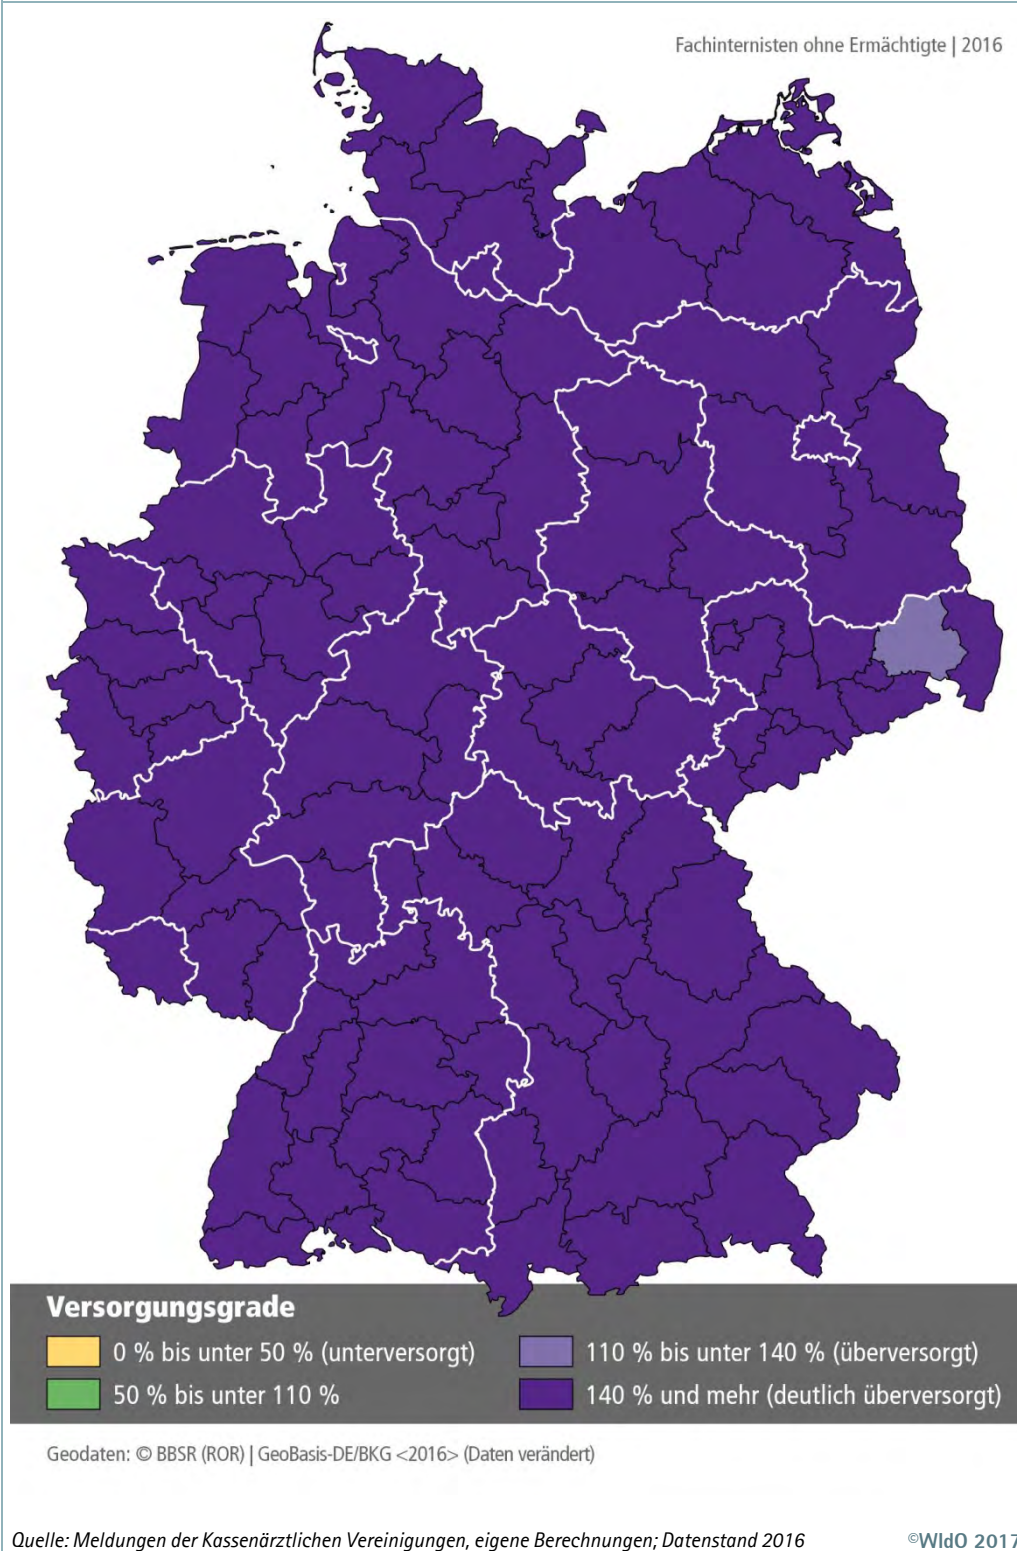 Fachinternisten ohne Ermächtigte | 2016
Versorgungsgrade
0 % bis unter 50 % (unterversorgt)
50 % bis unter 110 %
110 % bis unter 140 % (überversorgt)
140 % und mehr (deutlich überversorgt)
Geodaten: © BBSR (ROR) | GeoBasis-DE/BKG <2016> (Daten verändert)
Quelle: Meldungen der Kassenärztlichen Vereinigungen, eigene Berechnungen; Datenstand 2016
©WIdO 2017